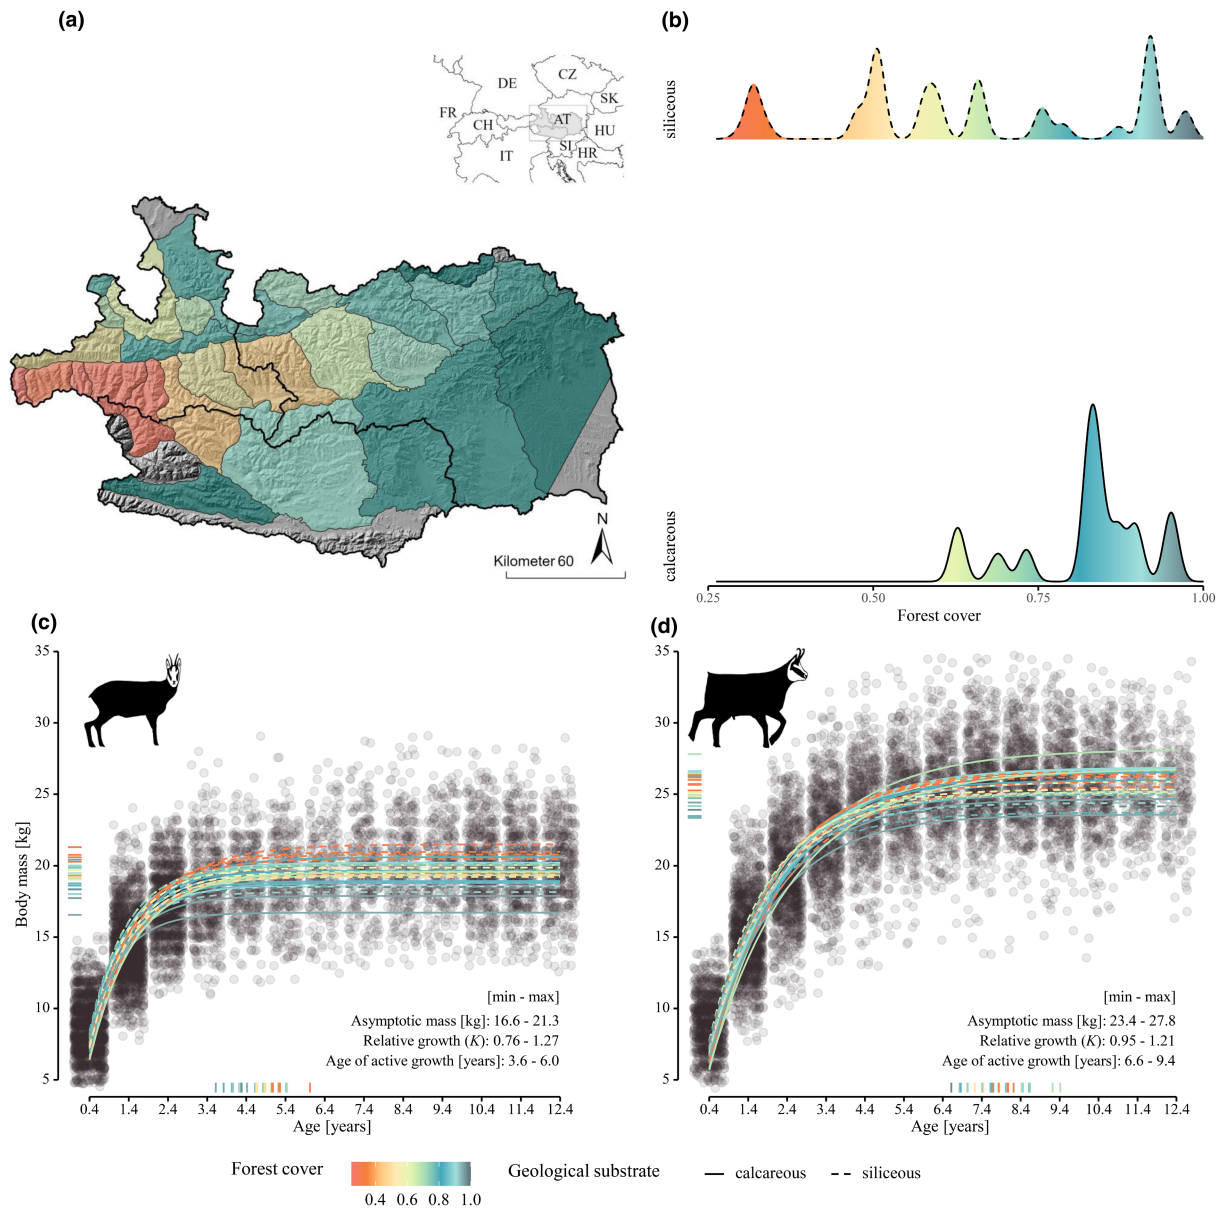 (a)
DE
CZ
SK
FR
CH
AT
HU
SI
HR
IT
N
Kilometer 60
(b)
siliceous
calcareous
0.25
0.50
0.75
1.00
Forest cover
(c)
35
30
25
20
15
10
5
Body mass [kg]
[min - max]
Asymptotic mass [kg]: 16.6 - 21.3
Relative growth (K): 0.76 - 1.27
Age of active growth [years]: 3.6 - 6.0
0.4 1.4 2.4 3.4 4.4 5.4 6.4 7.4 8.4 9.4 10.4 11.4 12.4
Age [years]
(d)
35
30
25
20
15
10
5
[min - max]
Asymptotic mass [kg]: 23.4 - 27.8
Relative growth (K): 0.95 - 1.21
Age of active growth [years]: 6.6 - 9.4
0.4 1.4 2.4 3.4 4.4 5.4 6.4 7.4 8.4 9.4 10.4 11.4 12.4
Age [years]
Forest cover
0.4 0.6 0.8 1.0
Geological substrate
calcareous
siliceous